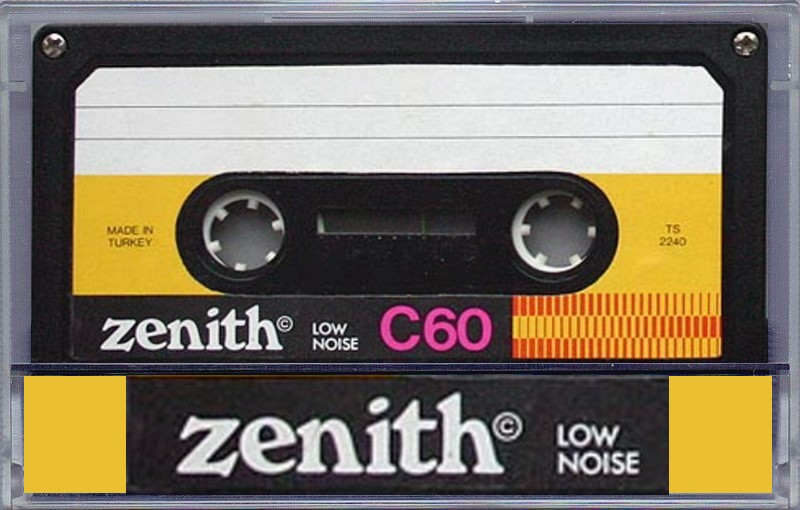 MADE IN
TURKEY
TS
2240
zenith©
LOW
NOISE
C60
zenith©
LOW
NOISE